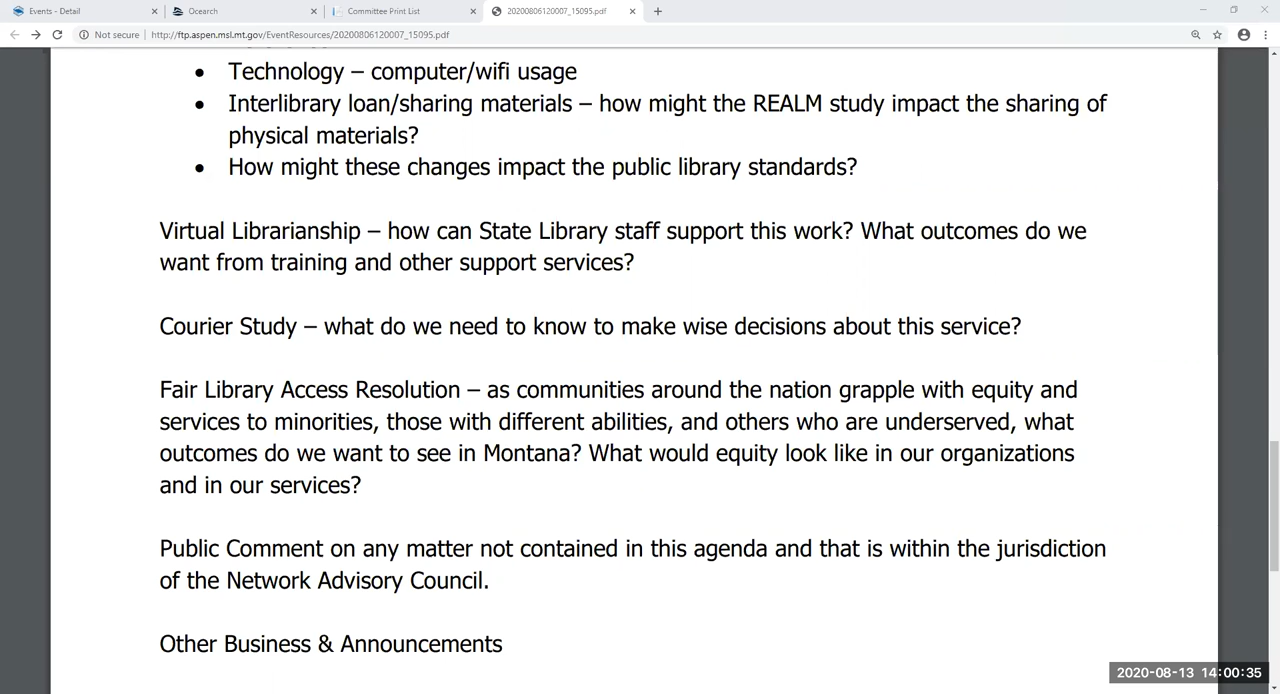 Events - Detail
Ocearch
Committee Print List
20200806120007_15095.pdf
Not secure | http://ftp.aspen.msl.mt.gov/EventResources/20200806120007_15095.pdf
• Technology – computer/wifi usage
• Interlibrary loan/sharing materials – how might the REALM study impact the sharing of
physical materials?
• How might these changes impact the public library standards?
Virtual Librarianship – how can State Library staff support this work? What outcomes do we
want from training and other support services?
Courier Study – what do we need to know to make wise decisions about this service?
Fair Library Access Resolution – as communities around the nation grapple with equity and
services to minorities, those with different abilities, and others who are underserved, what
outcomes do we want to see in Montana? What would equity look like in our organizations
and in our services?
Public Comment on any matter not contained in this agenda and that is within the jurisdiction
of the Network Advisory Council.
Other Business & Announcements
2020-08-13 14:00:35